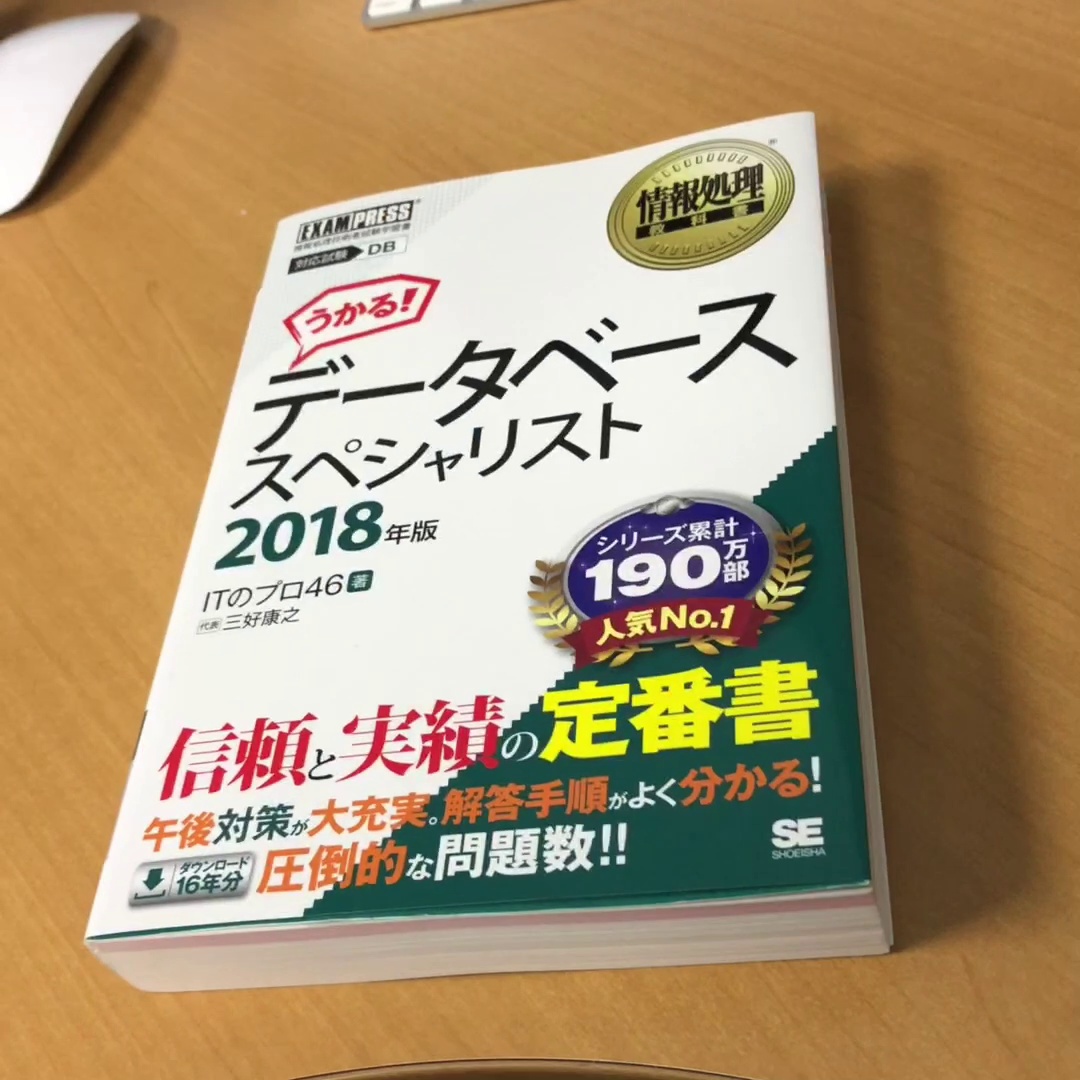 EXAMPRESS®
情報処理技術者試験学習書
対応試験 DB
情報処理®
教科書
うかる!
データベース
スペシャリスト
2018年版
ITのプロ46 著
代表 三好康之
シリーズ累計
190万部
人気No.1
信頼と実績の定番書
午後対策が大充実。解答手順がよく分かる!
圧倒的な問題数!!
ダウンロード
16年分
SE
SHOEISHA